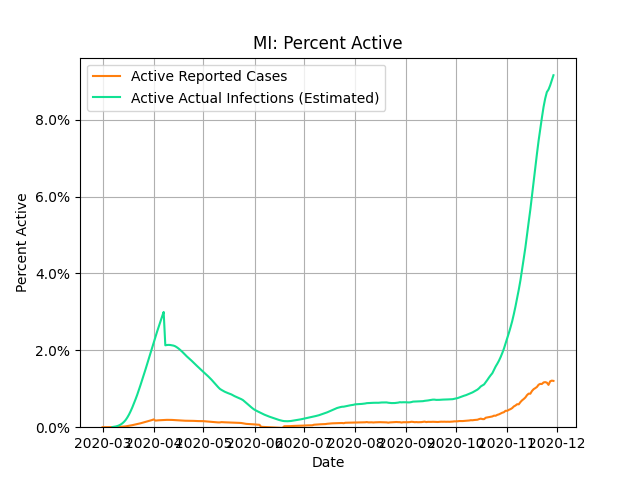 MI: Percent Active
Active Reported Cases
Active Actual Infections (Estimated)
8.0%
6.0%
4.0%
2.0%
0.0%
Percent Active
2020-03 2020-04 2020-05 2020-06 2020-07 2020-08 2020-09 2020-10 2020-11 2020-12
Date